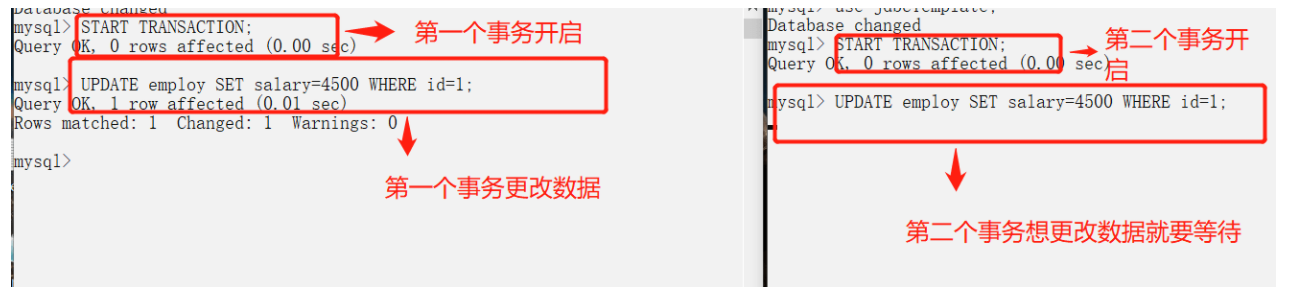 Database changed
mysql> START TRANSACTION;
Query OK, 0 rows affected (0.00 sec)
mysql> UPDATE employ SET salary=4500 WHERE id=1;
Query OK, 1 row affected (0.01 sec)
Rows matched: 1  Changed: 1  Warnings: 0
mysql>
第一个事务开启
第一个事务更改数据
mysql> use jdbcTemplate;
Database changed
mysql> START TRANSACTION;
Query OK, 0 rows affected (0.00 sec)
mysql> UPDATE employ SET salary=4500 WHERE id=1;
第二个事务开
启
第二个事务想更改数据就要等待